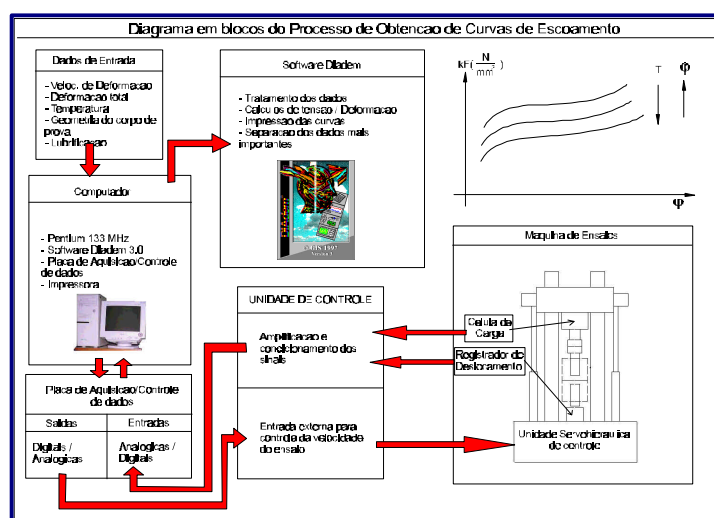 Diagrama em blocos do Processo de Obtencao de Curvas de Escoamento
Dados de Entrada
- Veloc. de Deformacao
- Deformacao total
- Temperatura
- Geometria do corpo de
prova
- Lubrificacao
Software Diadem
- Tratamento dos dados
- Calculos de tensao / Deformacao
- Impressao das curvas
- Separacao dos dados mais
importantes
© GfS 1997
kF( N/mm² )
T
φ̇
φ
Computador
- Pentium 133 MHz
- Software Diadem 3.0
- Placa de Aquisicao/Controle
de dados
- Impressora
Placa de Aquisicao/Controle
de dados
Saidas
Entradas
Digitais /
Analogicas
Analogicas /
Digitais
UNIDADE DE CONTROLE
Amplificacao e
condicionamento dos
sinais
Entrada externa para
controle da velocidade
do ensaio
Maquina de Ensaios
Celula de
Carga
Registrador de
Deslocamento
Unidade Servohidraulica
de controle